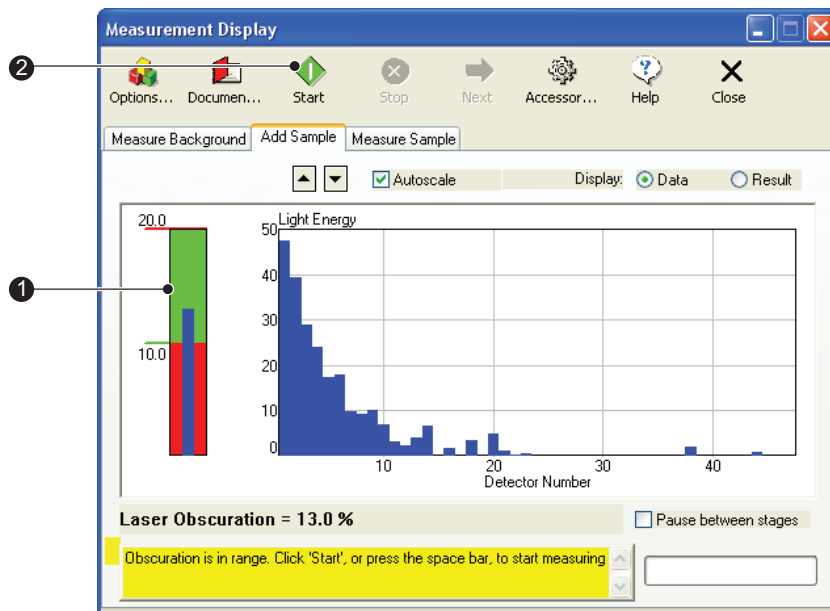 Measurement Display
2
Options... Documen... Start Stop Next Accessor... Help Close
Measure Background Add Sample Measure Sample
Autoscale Display: Data Result
20.0
Light Energy
50
40
1
30
10.0
20
10
0
10 20 30 40
Detector Number
Laser Obscuration = 13.0 %
Pause between stages
Obscuration is in range. Click 'Start', or press the space bar, to start measuring